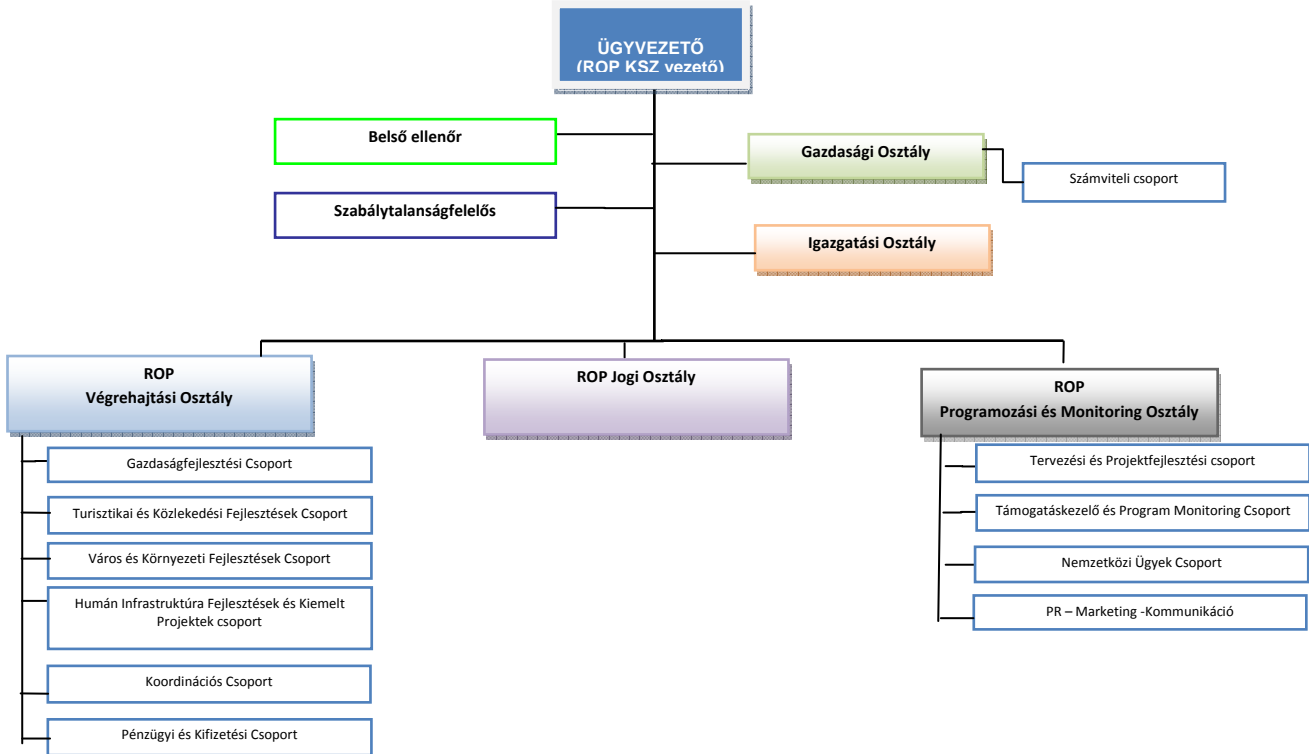 ÜGYVEZETŐ
(ROP KSZ vezető)
Belső ellenőr
Gazdasági Osztály
Számviteli csoport
Szabálytalanságfelelős
Igazgatási Osztály
ROP
Végrehajtási Osztály
ROP Jogi Osztály
ROP
Programozási és Monitoring Osztály
Gazdaságfejlesztési Csoport
Turisztikai és Közlekedési Fejlesztések Csoport
Város és Környezeti Fejlesztések Csoport
Humán Infrastruktúra Fejlesztések és Kiemelt
Projektek csoport
Koordinációs Csoport
Pénzügyi és Kifizetési Csoport
Tervezési és Projektfejlesztési csoport
Támogatáskezelő és Program Monitoring Csoport
Nemzetközi Ügyek Csoport
PR – Marketing -Kommunikáció